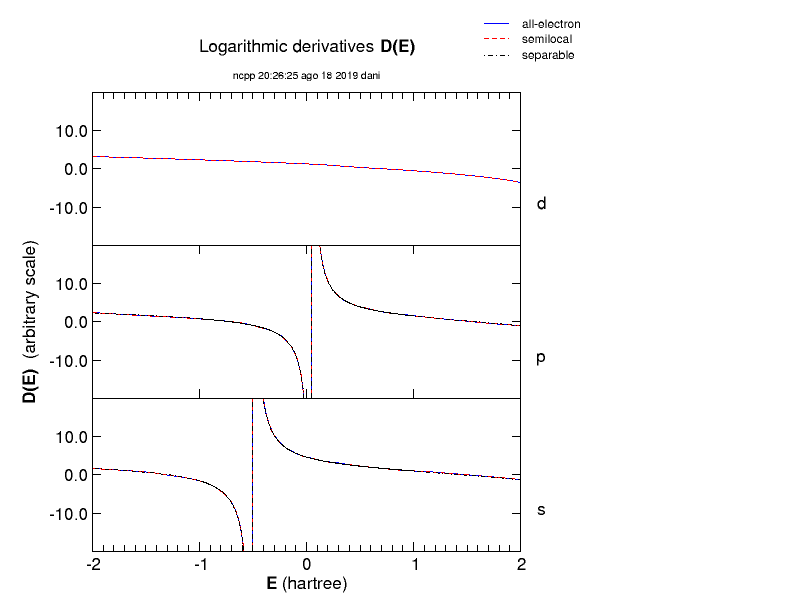 all-electron
semilocal
separable
Logarithmic derivatives D(E)
ncpp 20:26:25 ago 18 2019 dani
10.0
0.0
-10.0
d
10.0
0.0
-10.0
p
D(E) (arbitrary scale)
10.0
0.0
-10.0
s
-2 -1 0 1 2
E (hartree)